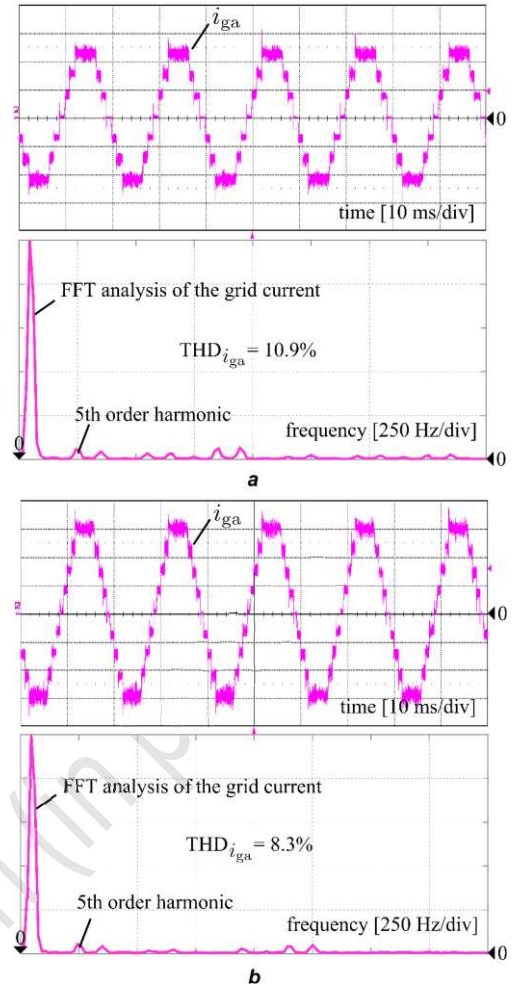 i_ga
0
time [10 ms/div]
FFT analysis of the grid current
THD_i_ga = 10.9%
5th order harmonic
frequency [250 Hz/div]
0
0
a
i_ga
0
time [10 ms/div]
FFT analysis of the grid current
THD_i_ga = 8.3%
5th order harmonic
frequency [250 Hz/div]
0
0
b